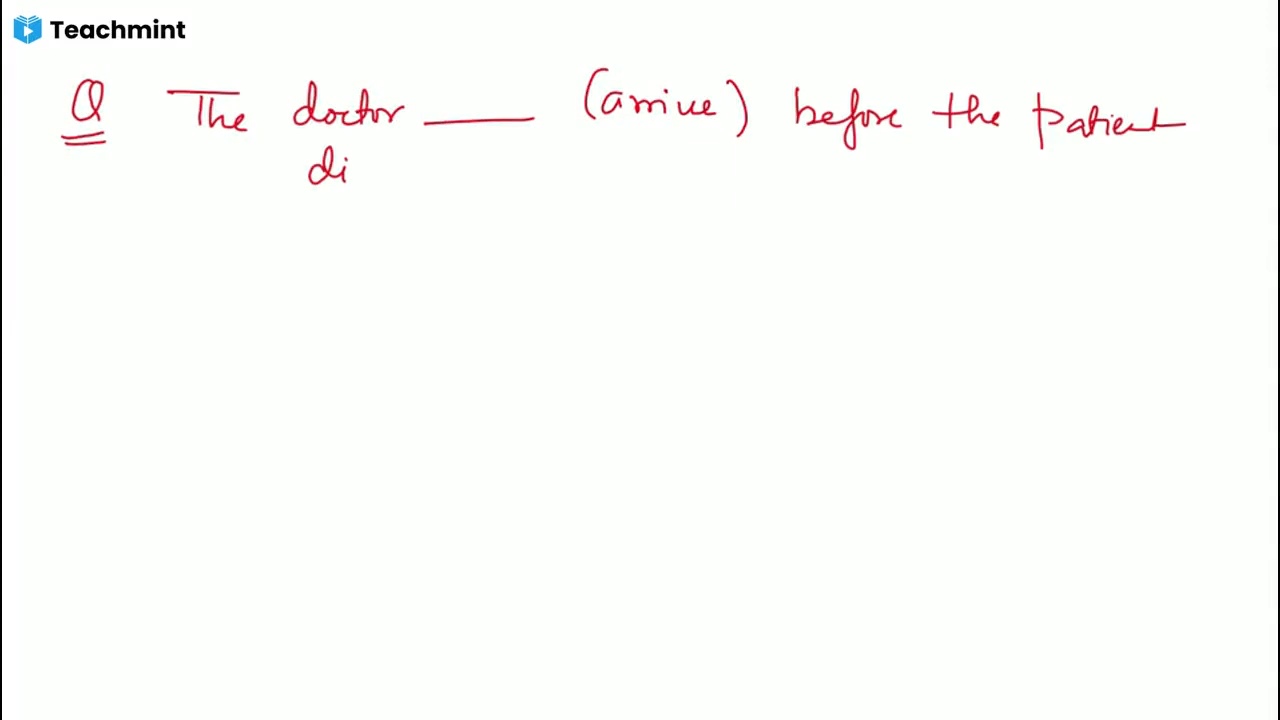 Teachmint
Q The doctor ____ (arrive) before the patient
di